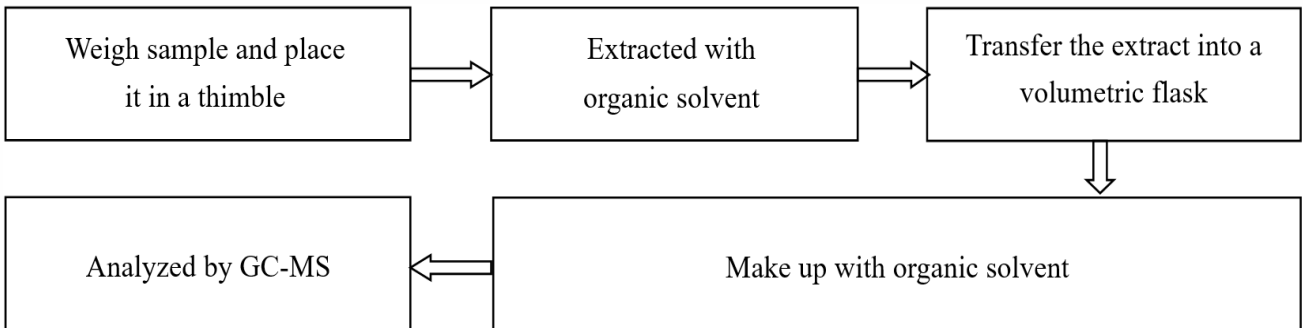 Weigh sample and place
it in a thimble
Extracted with
organic solvent
Transfer the extract into a
volumetric flask
Make up with organic solvent
Analyzed by GC-MS